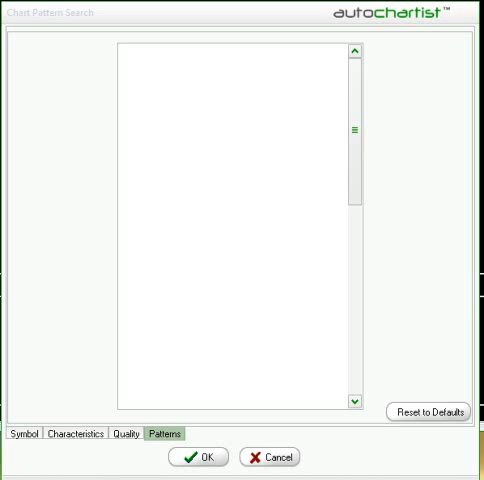 Chart Pattern Search
autochartist™
Reset to Defaults
Symbol Characteristics Quality Patterns
OK Cancel